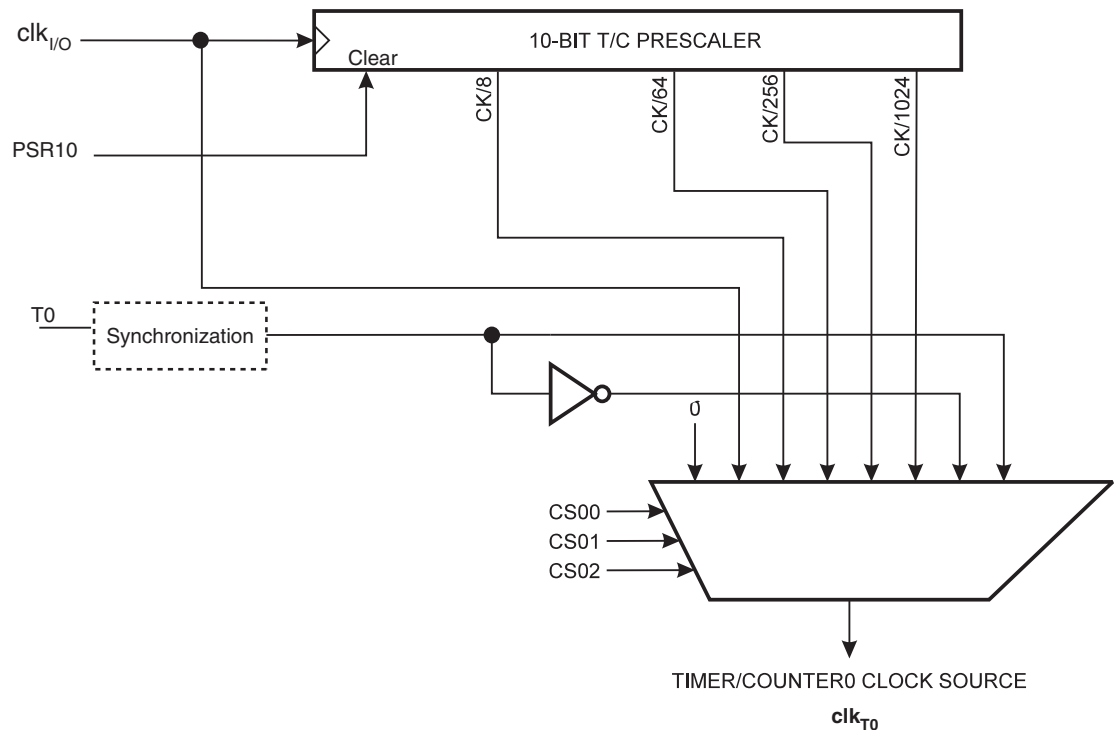 clkI/O
10-BIT T/C PRESCALER
Clear
CK/8
CK/64
CK/256
CK/1024
PSR10
T0
Synchronization
0
CS00
CS01
CS02
TIMER/COUNTER0 CLOCK SOURCE
clkT0